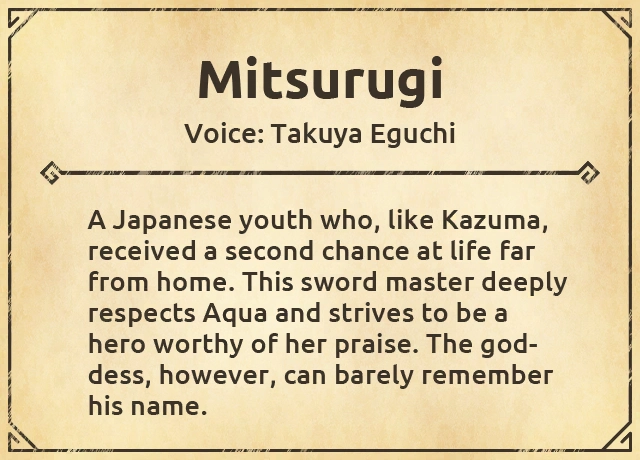 Mitsurugi
Voice: Takuya Eguchi
A Japanese youth who, like Kazuma,
received a second chance at life far
from home. This sword master deeply
respects Aqua and strives to be a
hero worthy of her praise. The god-
dess, however, can barely remember
his name.